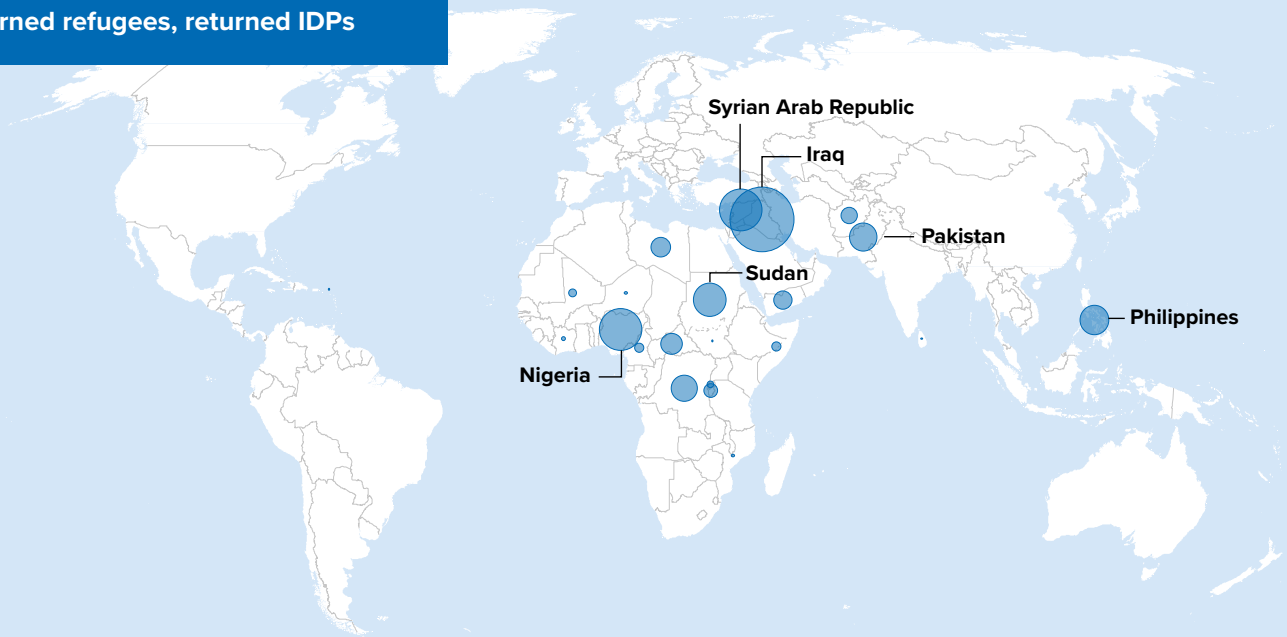 rned refugees, returned IDPs
Syrian Arab Republic
Iraq
Pakistan
Sudan
Philippines
Nigeria